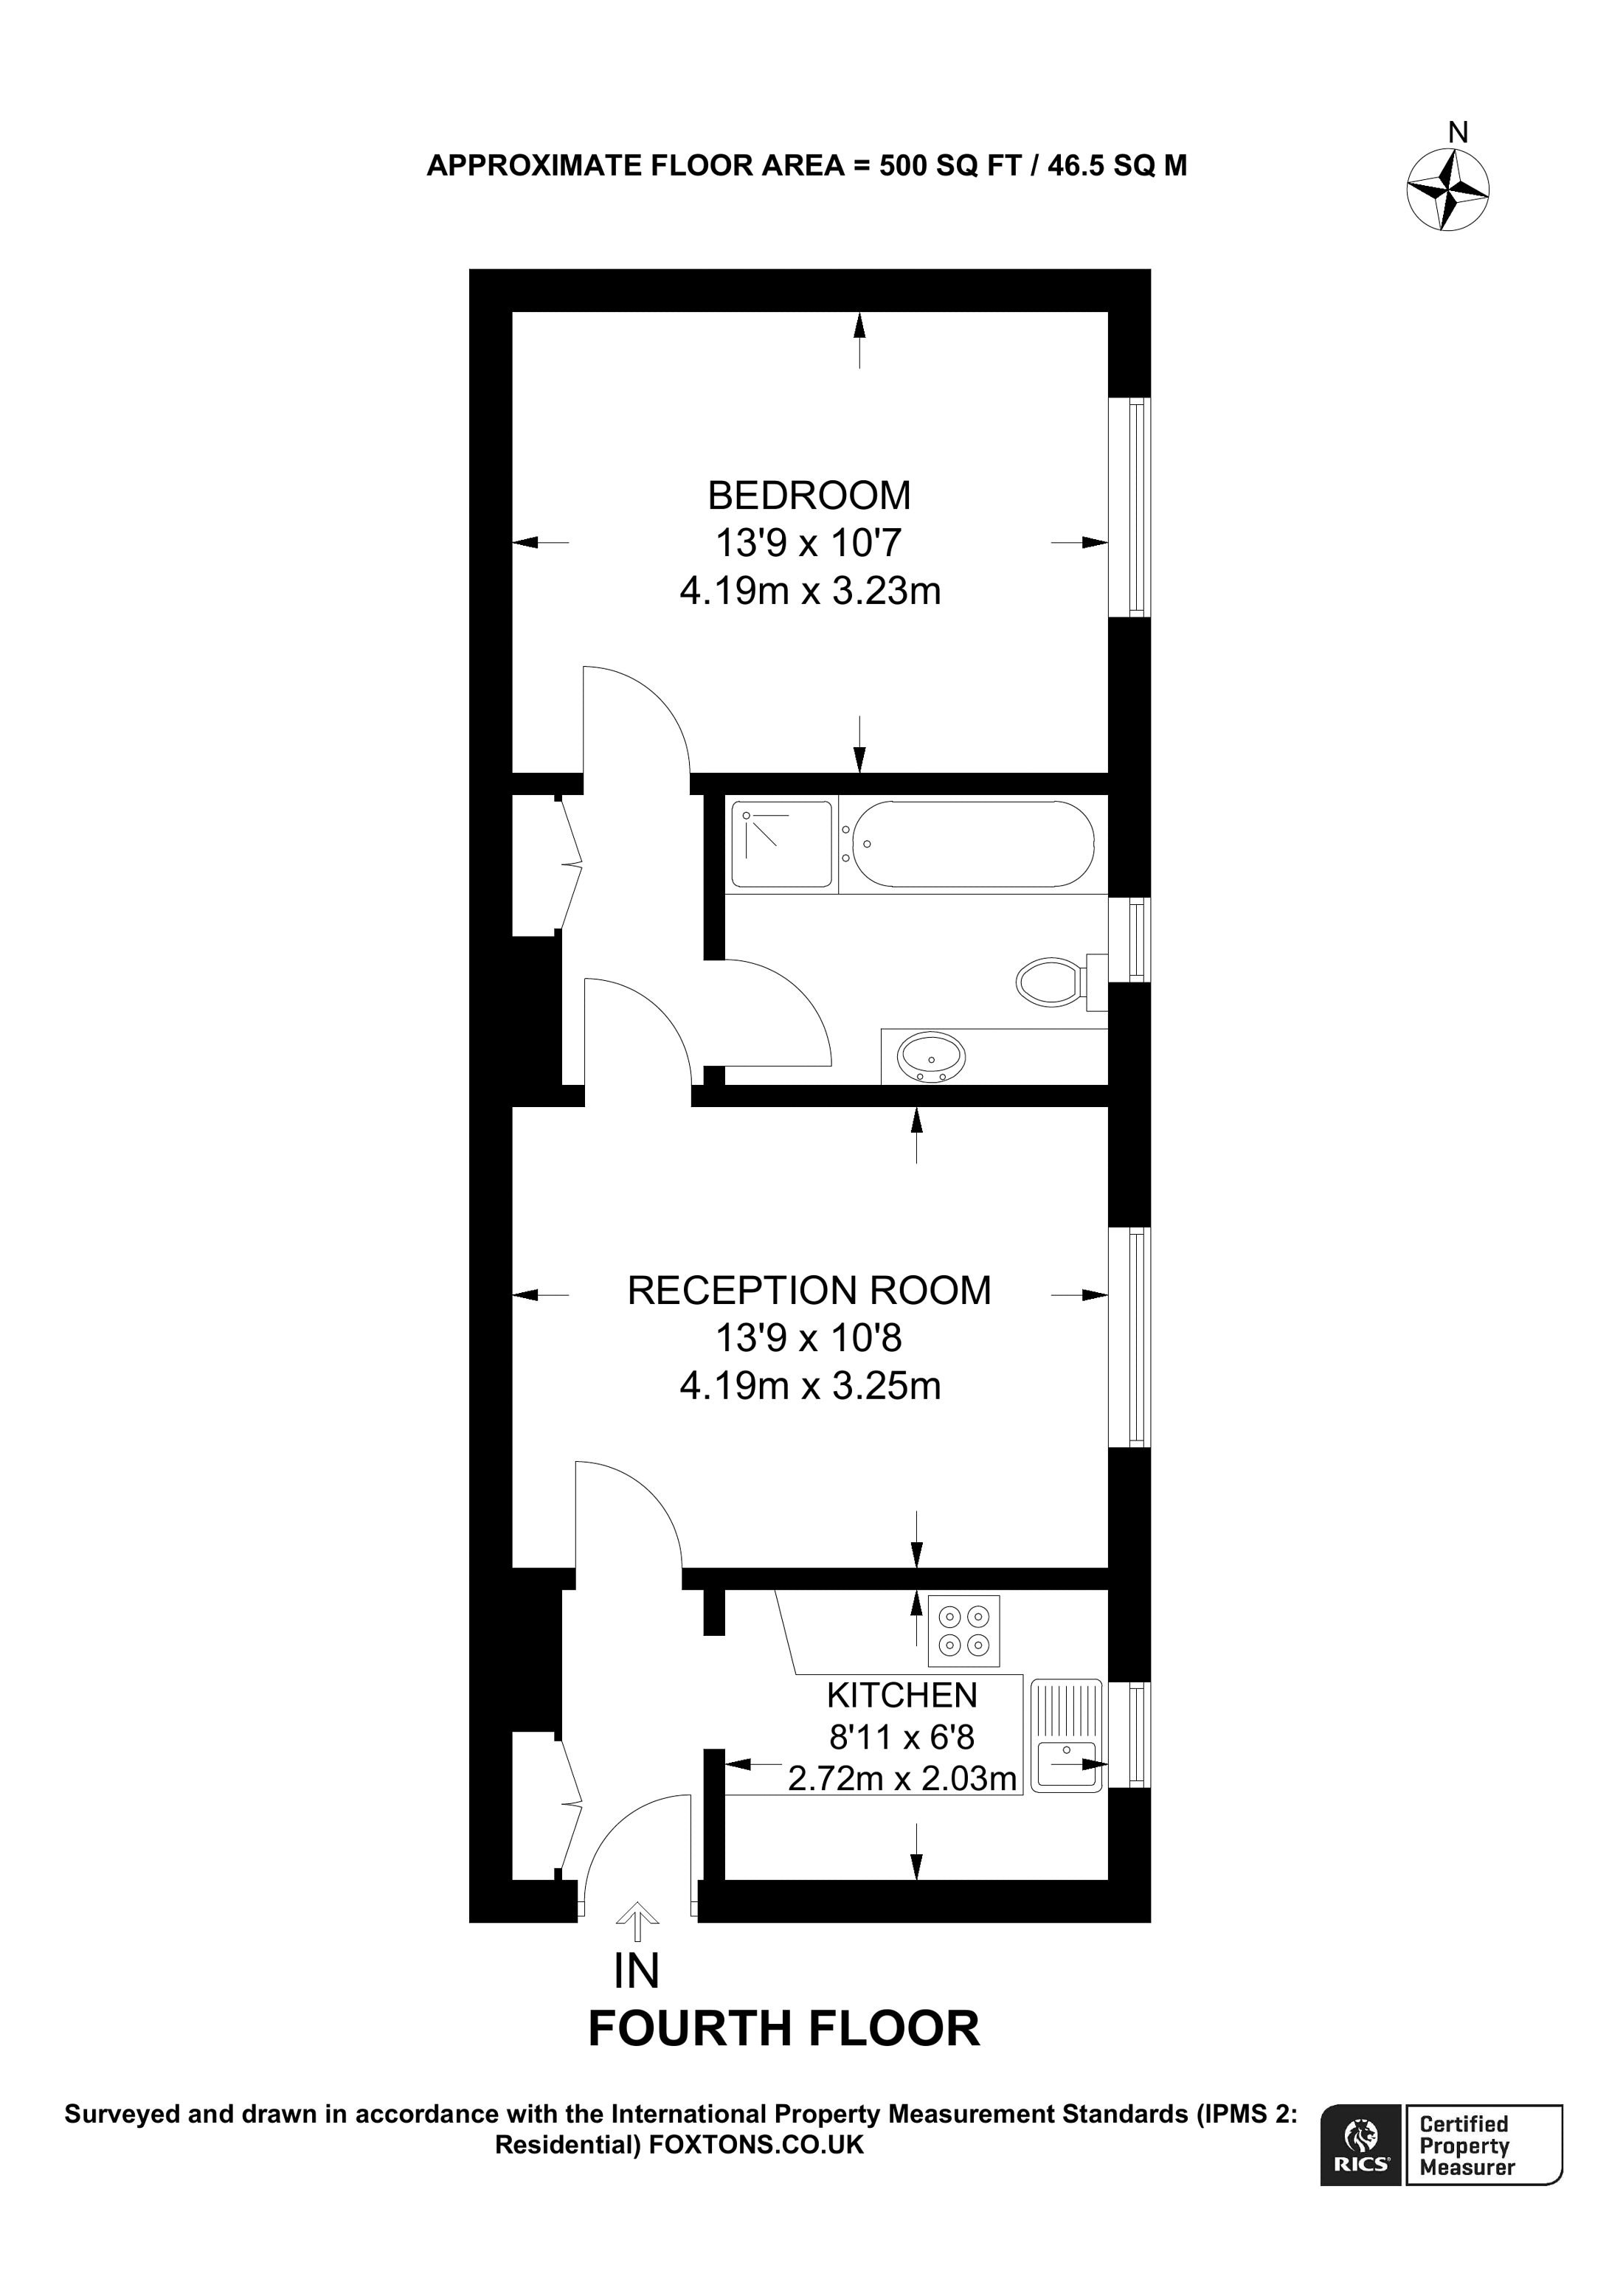 N
APPROXIMATE FLOOR AREA = 500 SQ FT / 46.5 SQ M
BEDROOM
13'9 x 10'7
4.19m x 3.23m
RECEPTION ROOM
13'9 x 10'8
4.19m x 3.25m
KITCHEN
8'11 x 6'8
2.72m x 2.03m
IN
FOURTH FLOOR
Surveyed and drawn in accordance with the International Property Measurement Standards (IPMS 2:
Residential) FOXTONS.CO.UK
RICS®
Certified
Property
Measurer